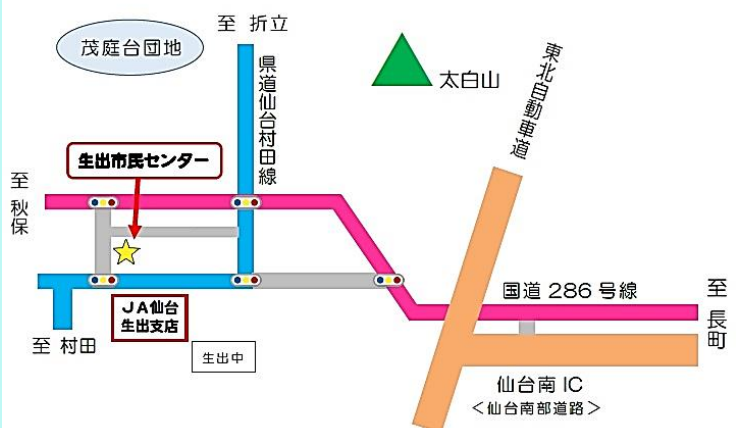 至 折立
茂庭台団地
県道仙台村田線
太白山
東北自動車道
生出市民センター
至 秋保
JA仙台
生出支店
至 村田
生出中
国道 286 号線
至 長町
仙台南 IC
＜仙台南部道路＞